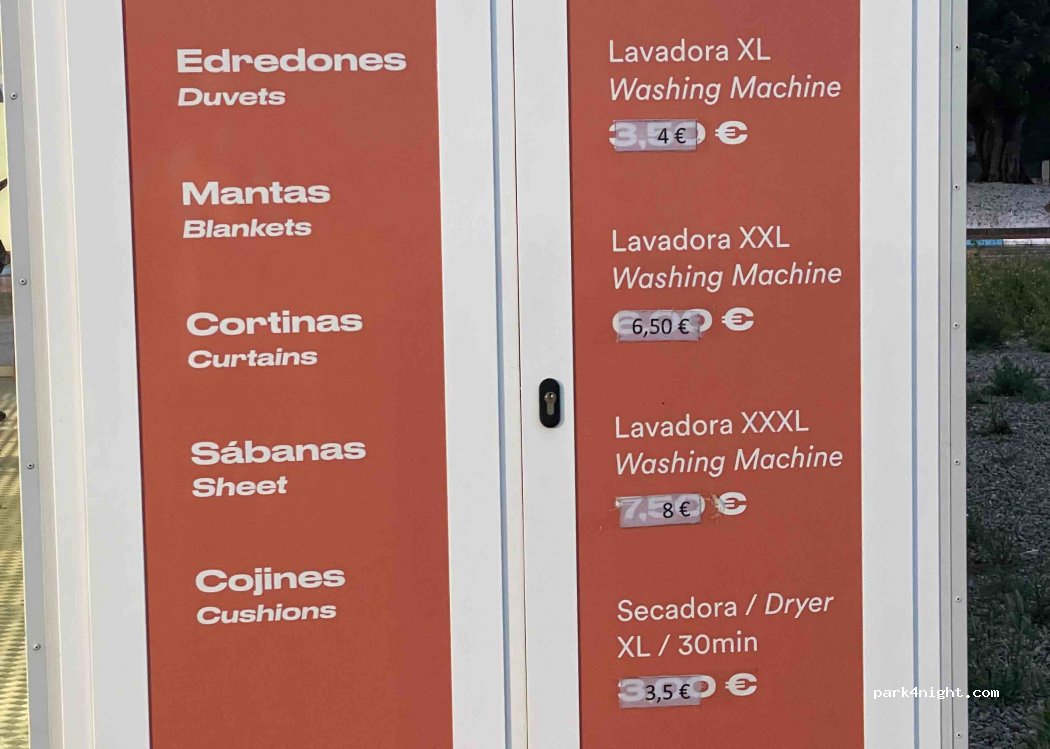 Edredones
Duvets
Mantas
Blankets
Cortinas
Curtains
Sábanas
Sheet
Cojines
Cushions
Lavadora XL
Washing Machine
4 € €
Lavadora XXL
Washing Machine
6,50 € €
Lavadora XXXL
Washing Machine
8 € €
Secadora / Dryer
XL / 30min
3,5 € €
park4night.com